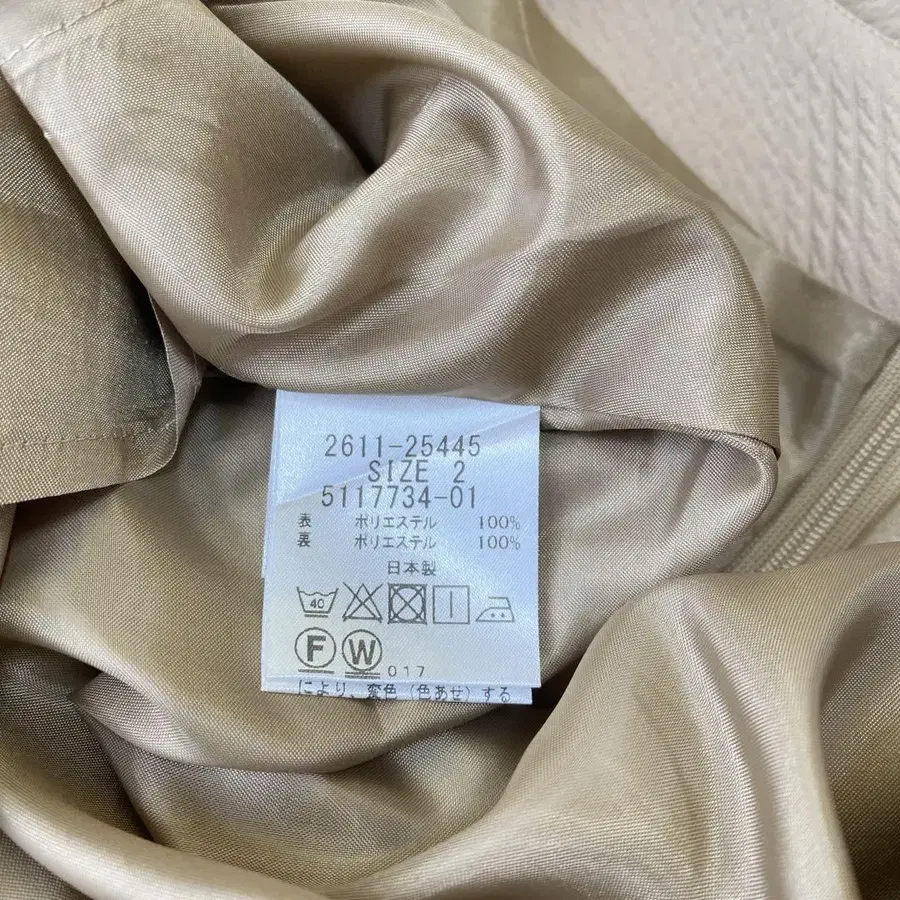 2611-25445
SIZE 2
5117734-01
表 ポリエステル 100%
裏 ポリエステル 100%
日本製
40
F W 017
により、変色（色あせ）する